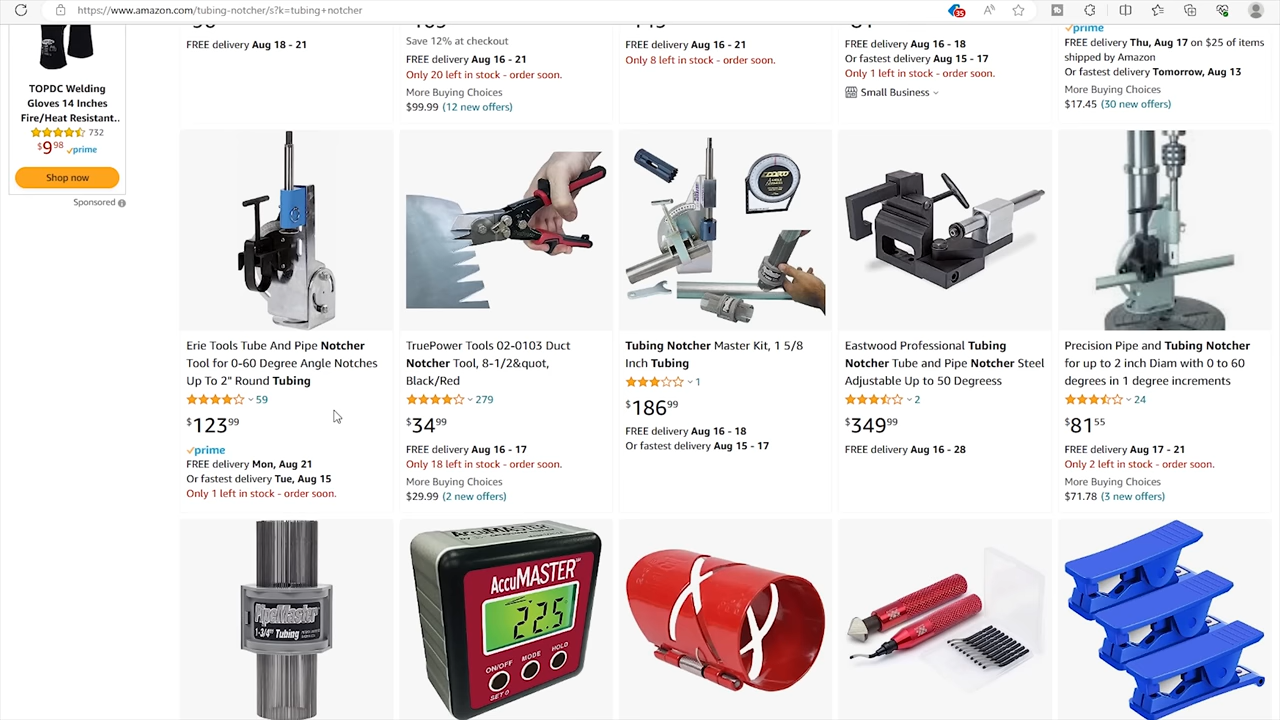 https://www.amazon.com/tubing-notcher/s?k=tubing+notcher
35
TOPDC Welding
Gloves 14 Inches
Fire/Heat Resistant..
732
$9 98 prime
Shop now
Sponsored
FREE delivery Aug 18 - 21
Save 12% at checkout
FREE delivery Aug 16 - 21
Only 20 left in stock - order soon.
More Buying Choices
$99.99 (12 new offers)
FREE delivery Aug 16 - 21
Only 8 left in stock - order soon.
FREE delivery Aug 16 - 18
Or fastest delivery Aug 15 - 17
Only 1 left in stock - order soon.
Small Business
prime
FREE delivery Thu, Aug 17 on $25 of items
shipped by Amazon
Or fastest delivery Tomorrow, Aug 13
More Buying Choices
$17.45 (30 new offers)
Erie Tools Tube And Pipe Notcher
Tool for 0-60 Degree Angle Notches
Up To 2" Round Tubing
59
$123 99
prime
FREE delivery Mon, Aug 21
Or fastest delivery Tue, Aug 15
Only 1 left in stock - order soon.
TruePower Tools 02-0103 Duct
Notcher Tool, 8-1/2&quot,
Black/Red
279
$34 99
FREE delivery Aug 16 - 17
Only 18 left in stock - order soon.
More Buying Choices
$29.99 (2 new offers)
Tubing Notcher Master Kit, 1 5/8
Inch Tubing
1
$186 99
FREE delivery Aug 16 - 18
Or fastest delivery Aug 15 - 17
Eastwood Professional Tubing
Notcher Tube and Pipe Notcher Steel
Adjustable Up to 50 Degreess
2
$349 99
FREE delivery Aug 16 - 28
Precision Pipe and Tubing Notcher
for up to 2 inch Diam with 0 to 60
degrees in 1 degree increments
24
$81 55
FREE delivery Aug 17 - 21
Only 2 left in stock - order soon.
More Buying Choices
$71.78 (3 new offers)
PipeMaster
1-3/4" Tubing
AccuMASTER
22.5
ON/OFF MODE HOLD
SET 0